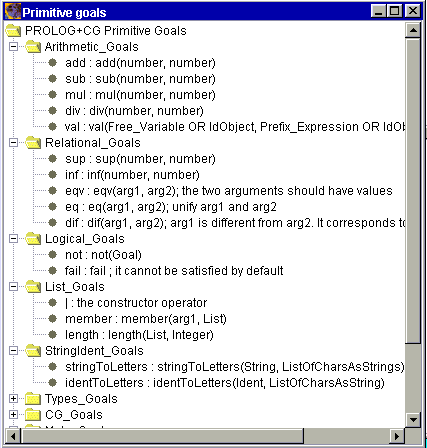 Primitive goals
PROLOG+CG Primitive Goals
Arithmetic_Goals
add : add(number, number)
sub : sub(number, number)
mul : mul(number, number)
div : div(number, number)
val : val(Free_Variable OR IdObject, Prefix_Expression OR IdOb
Relational_Goals
sup : sup(number, number)
inf : inf(number, number)
eqv : eqv(arg1, arg2); the two arguments should have values
eq : eq(arg1, arg2); unify arg1 and arg2
dif : dif(arg1, arg2); arg1 is different from arg2. It corresponds to
Logical_Goals
not : not(Goal)
fail : fail ; it cannot be satisfied by default
List_Goals
| : the constructor operator
member : member(arg1, List)
length : length(List, Integer)
StringIdent_Goals
stringToLetters : stringToLetters(String, ListOfCharsAsStrings)
identToLetters : identToLetters(Ident, ListOfCharsAsString)
Types_Goals
CG_Goals